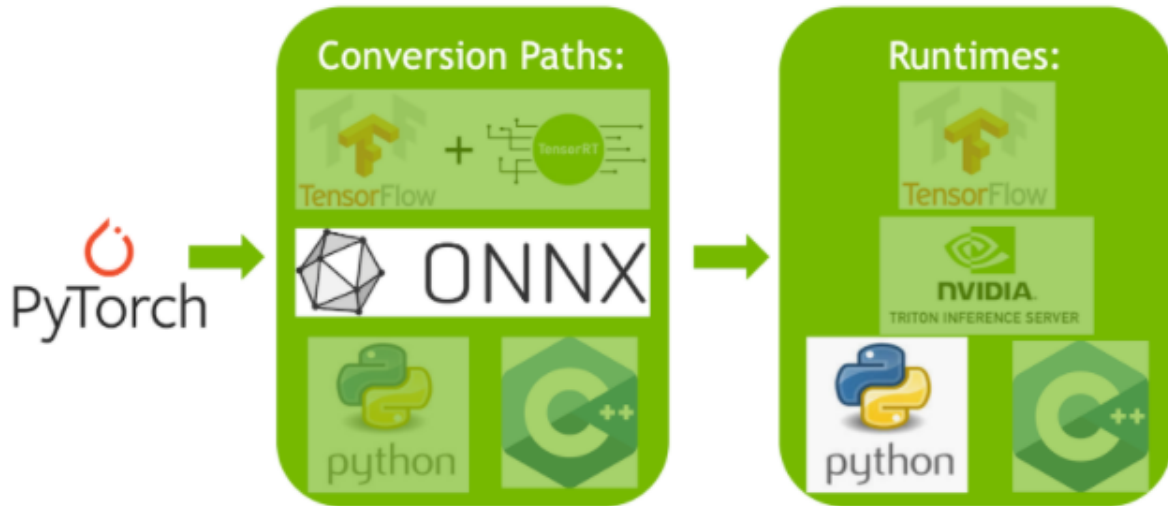 Conversion Paths:
TensorFlow
+
TensorRT
PyTorch
ONNX
python
C++
Runtimes:
TensorFlow
NVIDIA.
TRITON INFERENCE SERVER
python
C++